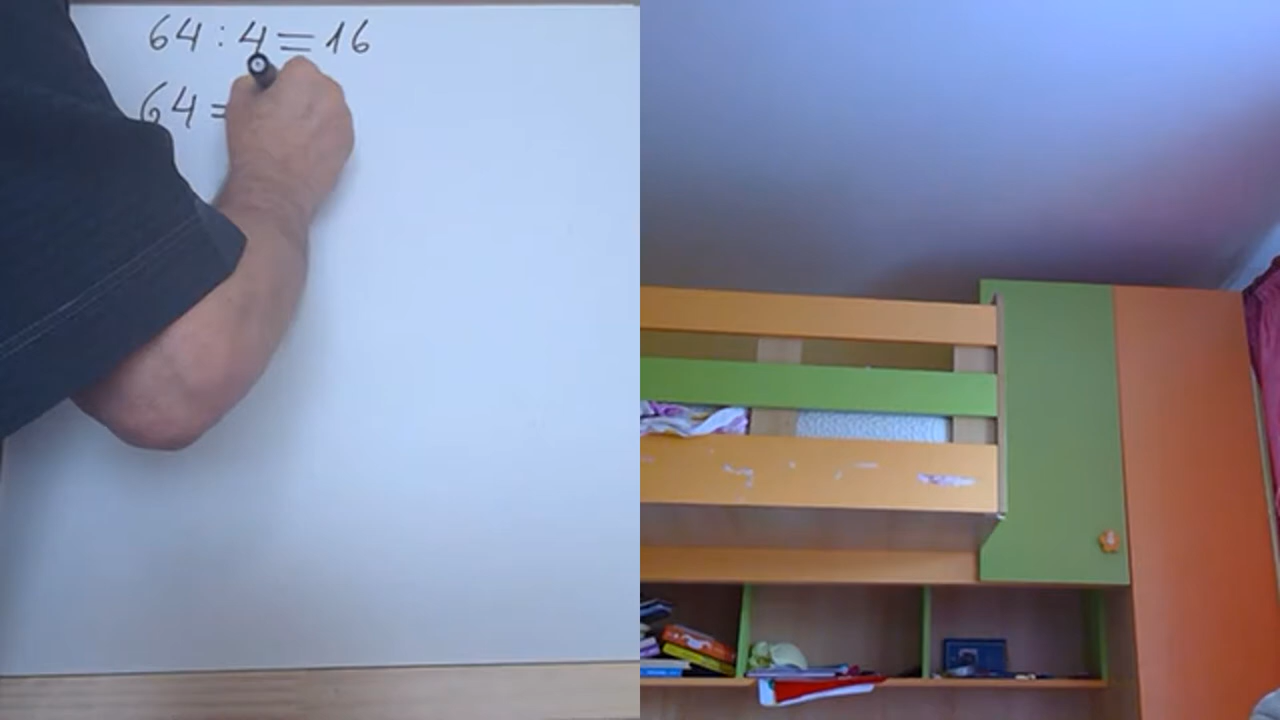 64 : 4 = 16
64 =